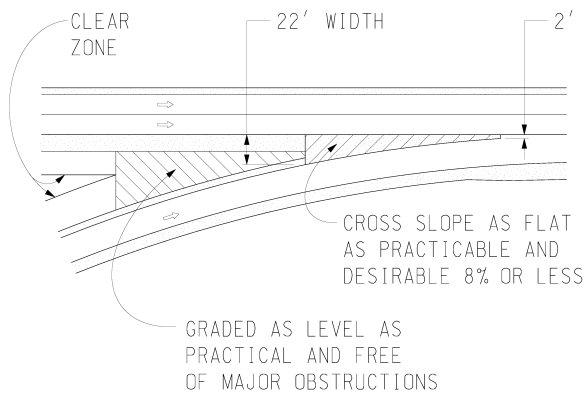 CLEAR
ZONE
22' WIDTH
2'
CROSS SLOPE AS FLAT
AS PRACTICABLE AND
DESIRABLE 8% OR LESS
GRADED AS LEVEL AS
PRACTICAL AND FREE
OF MAJOR OBSTRUCTIONS